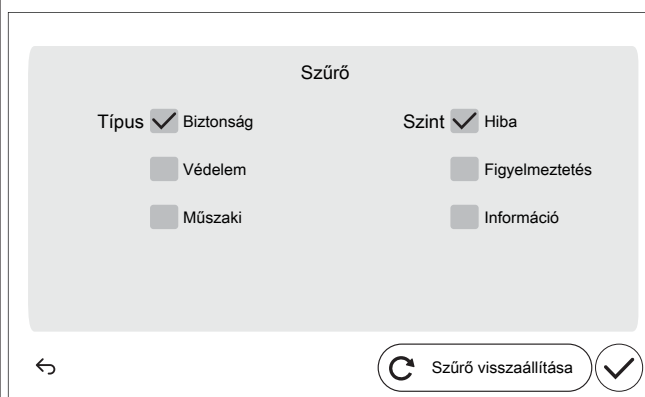 Szűrő
Típus Biztonság Szint Hiba
Védelem Figyelmeztetés
Műszaki Információ
Szűrő visszaállítása